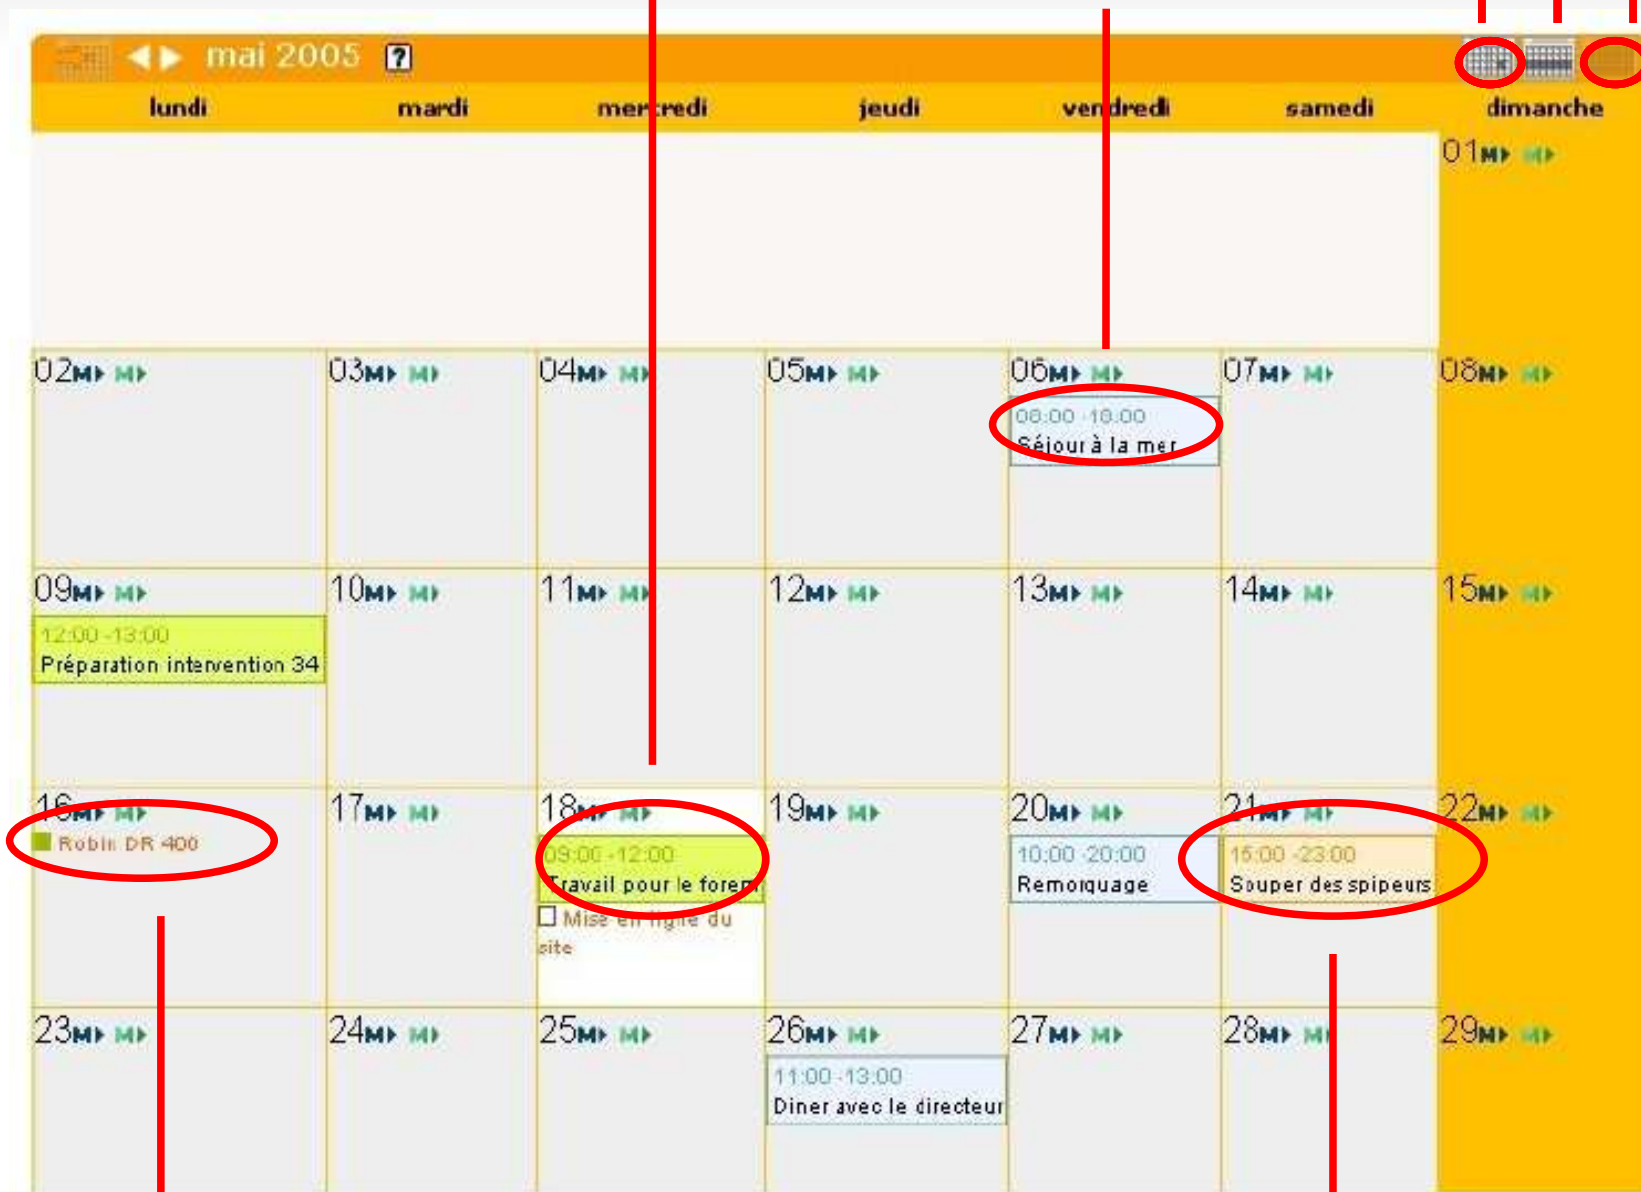 mai 2005 ?
lundi mardi mercredi jeudi vendredi samedi dimanche
01 M M
02 M M 03 M M 04 M M 05 M M 06 M M 07 M M 08 M M
08:00 -18:00
Séjour à la mer
09 M M 10 M M 11 M M 12 M M 13 M M 14 M M 15 M M
12:00 -13:00
Préparation intervention 34
16 M M 17 M M 18 M M 19 M M 20 M M 21 M M 22 M M
Robin DR 400
09:00 -12:00
Travail pour le forem
Mise en ligne du
site
10:00 -20:00
Remorquage
-23:00
Souper des spipeurs
23 M M 24 M M 25 M M 26 M M 27 M M 28 M M 29 M M
11:00 -13:00
Diner avec le directeur